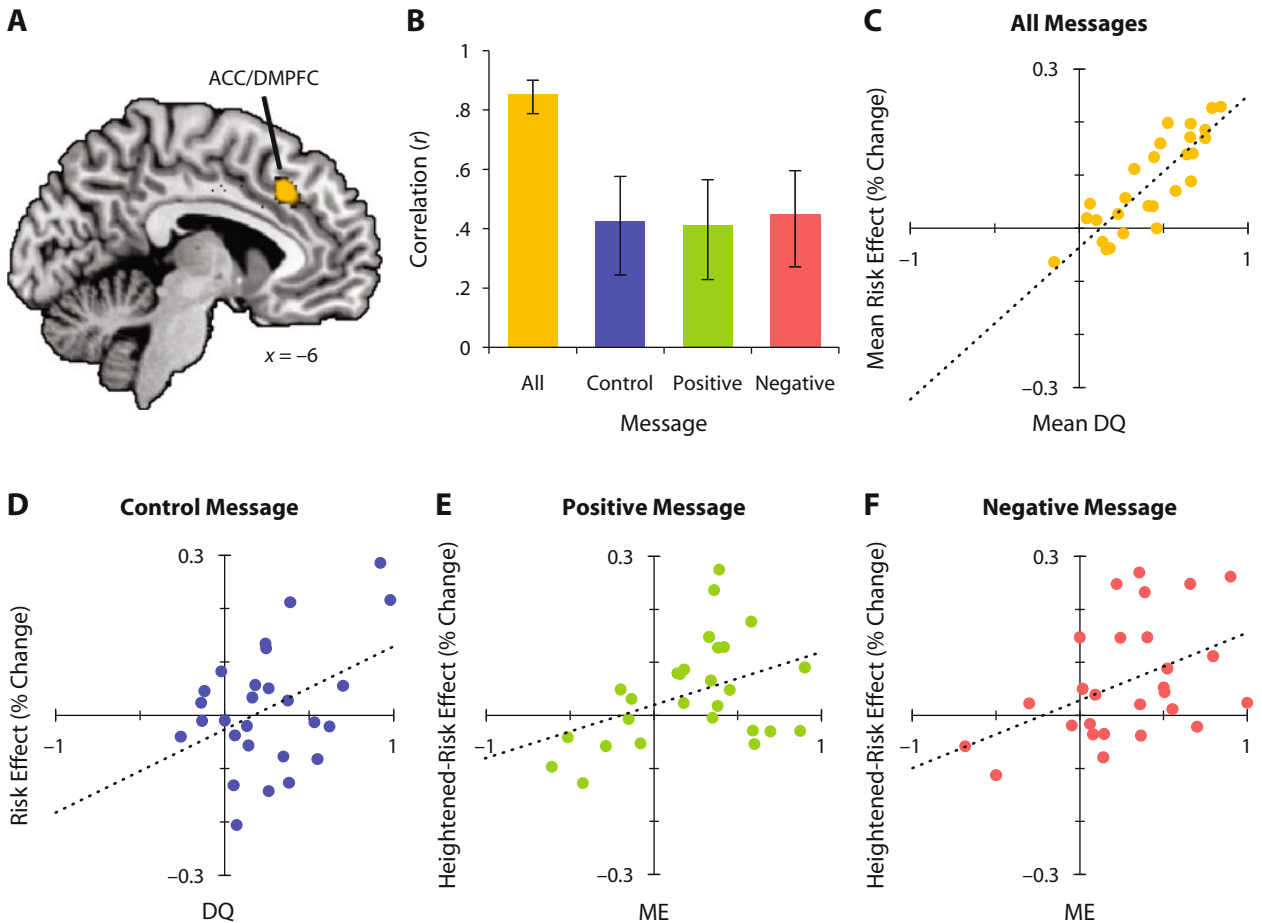 A
ACC/DMPFC
x = –6
B
Correlation (r)
1
.8
.6
.4
.2
0
All
Control
Positive
Negative
Message
C
All Messages
Mean Risk Effect (% Change)
0.3
–1
1
–0.3
Mean DQ
D
Control Message
Risk Effect (% Change)
0.3
–1
1
–0.3
DQ
E
Positive Message
Heightened-Risk Effect (% Change)
0.3
–1
1
–0.3
ME
F
Negative Message
Heightened-Risk Effect (% Change)
0.3
–1
1
–0.3
ME